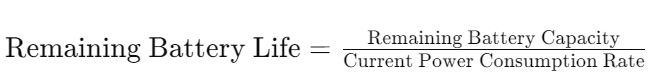 Remaining Battery Life = Remaining Battery Capacity / Current Power Consumption Rate